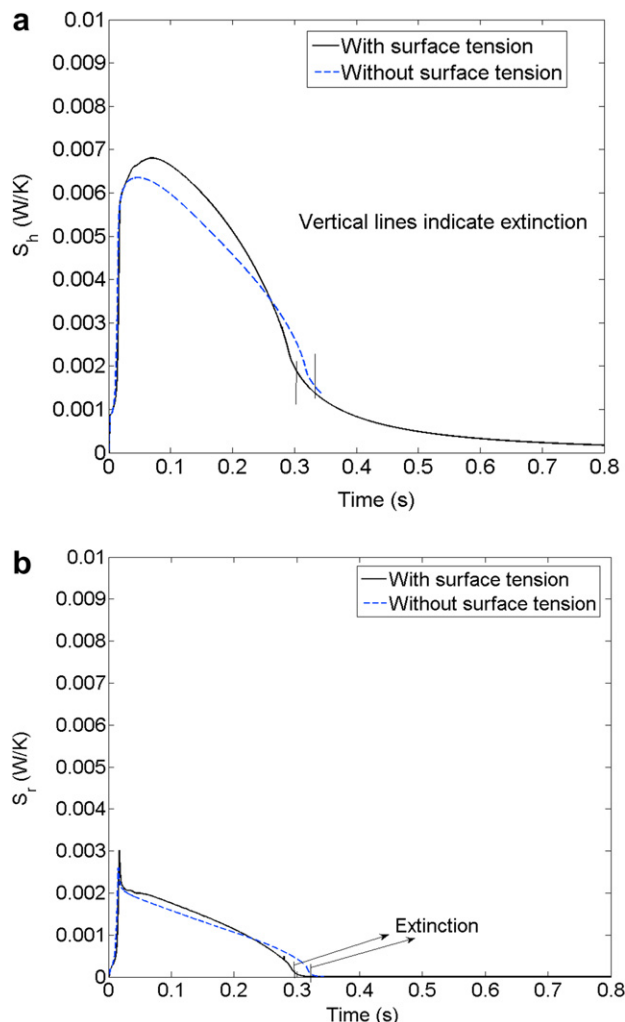 a
0.01
0.009
0.008
0.007
0.006
0.005
0.004
0.003
0.002
0.001
0
S_h (W/K)
With surface tension
Without surface tension
Vertical lines indicate extinction
0 0.1 0.2 0.3 0.4 0.5 0.6 0.7 0.8
Time (s)
b
0.01
0.009
0.008
0.007
0.006
0.005
0.004
0.003
0.002
0.001
0
S_r (W/K)
With surface tension
Without surface tension
Extinction
0 0.1 0.2 0.3 0.4 0.5 0.6 0.7 0.8
Time (s)